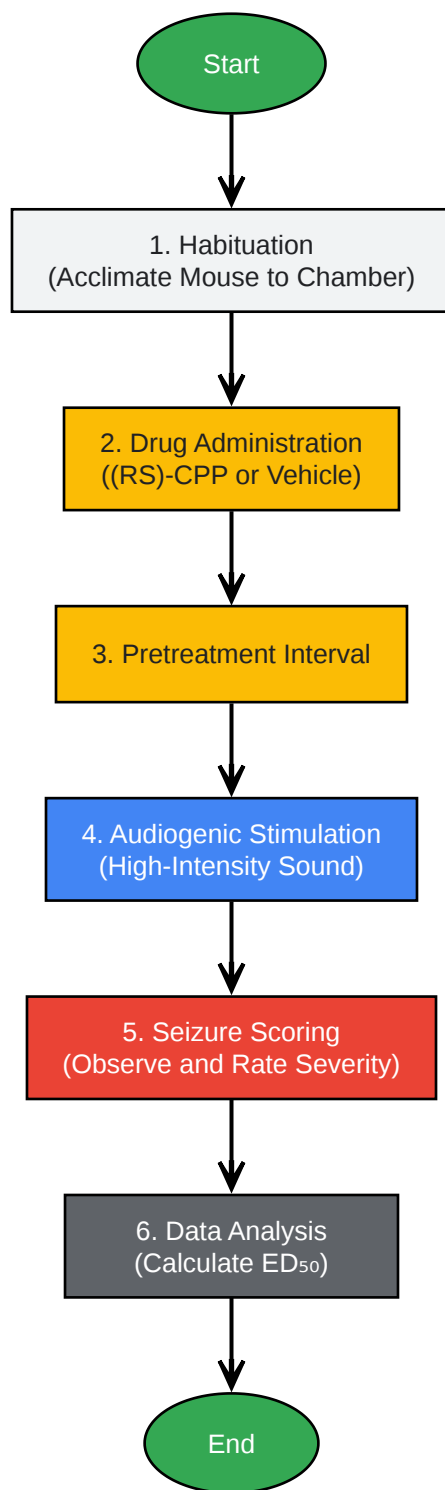 Start
1. Habituation
(Acclimate Mouse to Chamber)
2. Drug Administration
((RS)-CPP or Vehicle)
3. Pretreatment Interval
4. Audiogenic Stimulation
(High-Intensity Sound)
5. Seizure Scoring
(Observe and Rate Severity)
6. Data Analysis
(Calculate ED₅₀)
End